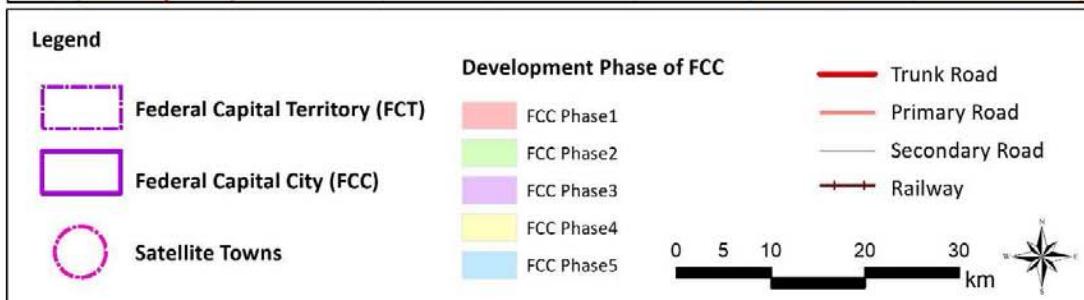 Legend
Federal Capital Territory (FCT)
Federal Capital City (FCC)
Satellite Towns
Development Phase of FCC
FCC Phase1
FCC Phase2
FCC Phase3
FCC Phase4
FCC Phase5
Trunk Road
Primary Road
Secondary Road
Railway
0 10 20 30
km
N
W E
S